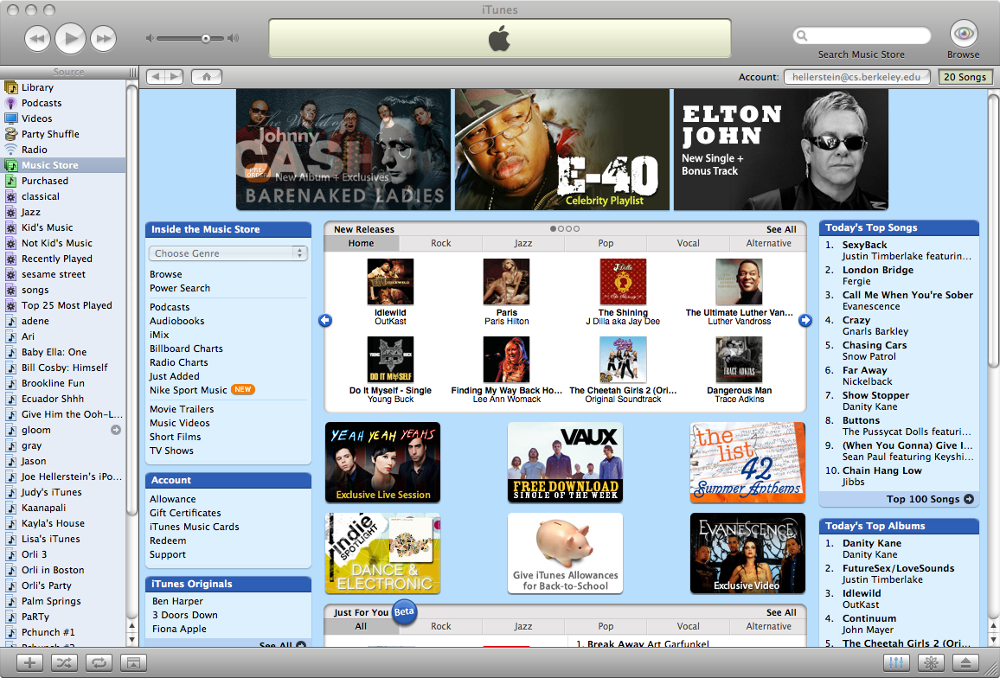 iTunes
Search Music Store
Browse
Source
Account:
hellerstein@cs.berkeley.edu
20 Songs
Library
Podcasts
Videos
Party Shuffle
Radio
Music Store
Purchased
classical
Jazz
Kid's Music
Not Kid's Music
Recently Played
sesame street
songs
Top 25 Most Played
adene
Ari
Baby Ella: One
Bill Cosby: Himself
Brookline Fun
Ecuador Shhh
Give Him the Ooh-L...
gloom
gray
Jason
Joe Hellerstein's iPo...
Judy's iTunes
Kaanapali
Kayla's House
Lisa's iTunes
Orli 3
Orli in Boston
Orli's Party
Palm Springs
PaRTy
Pchunch #1
Pchunch #2
The World of
Johnny
CASH
PRE-ORDER
New Album + Exclusives
BARENAKED LADIES
E-40
Celebrity Playlist
ELTON
JOHN
New Single +
Bonus Track
Inside the Music Store
Choose Genre
Browse
Power Search
Podcasts
Audiobooks
iMix
Billboard Charts
Radio Charts
Just Added
Nike Sport Music NEW
Movie Trailers
Music Videos
Short Films
TV Shows
Account
Allowance
Gift Certificates
iTunes Music Cards
Redeem
Support
iTunes Originals
Ben Harper
3 Doors Down
Fiona Apple
See All
New Releases
See All
Home Rock Jazz Pop Vocal Alternative
Idlewild
OutKast
Paris
Paris Hilton
J Dilla
The Shining
J Dilla aka Jay Dee
The Ultimate Luther Van...
Luther Vandross
YOUNG BUCK
DO IT MYSELF
Do It Myself - Single
Young Buck
Finding My Way Back Ho...
Lee Ann Womack
The Cheetah Girls 2 (Ori...
Original Soundtrack
TRACE ADKINS
Dangerous Man
Trace Adkins
YEAH YEAH YEAHS
Exclusive Live Session
VAUX
FREE DOWNLOAD
SINGLE OF THE WEEK
the
list
42
Summer Anthems
indie
SPOTLIGHT
DANCE &
ELECTRONIC
Give iTunes Allowances
for Back-to-School
EVANESCENCE
Exclusive Video
Just For You Beta
See All
All Rock Jazz Pop Vocal Alternative
1. Break Away Art Garfunkel
Today's Top Songs
1. SexyBack
Justin Timberlake featurin...
2. London Bridge
Fergie
3. Call Me When You're Sober
Evanescence
4. Crazy
Gnarls Barkley
5. Chasing Cars
Snow Patrol
6. Far Away
Nickelback
7. Show Stopper
Danity Kane
8. Buttons
The Pussycat Dolls featuri...
9. (When You Gonna) Give I...
Sean Paul featuring Keyshi...
10. Chain Hang Low
Jibbs
Top 100 Songs
Today's Top Albums
1. Danity Kane
Danity Kane
2. FutureSex/LoveSounds
Justin Timberlake
3. Idlewild
OutKast
4. Continuum
John Mayer
5. The Cheetah Girls 2 (Ori...